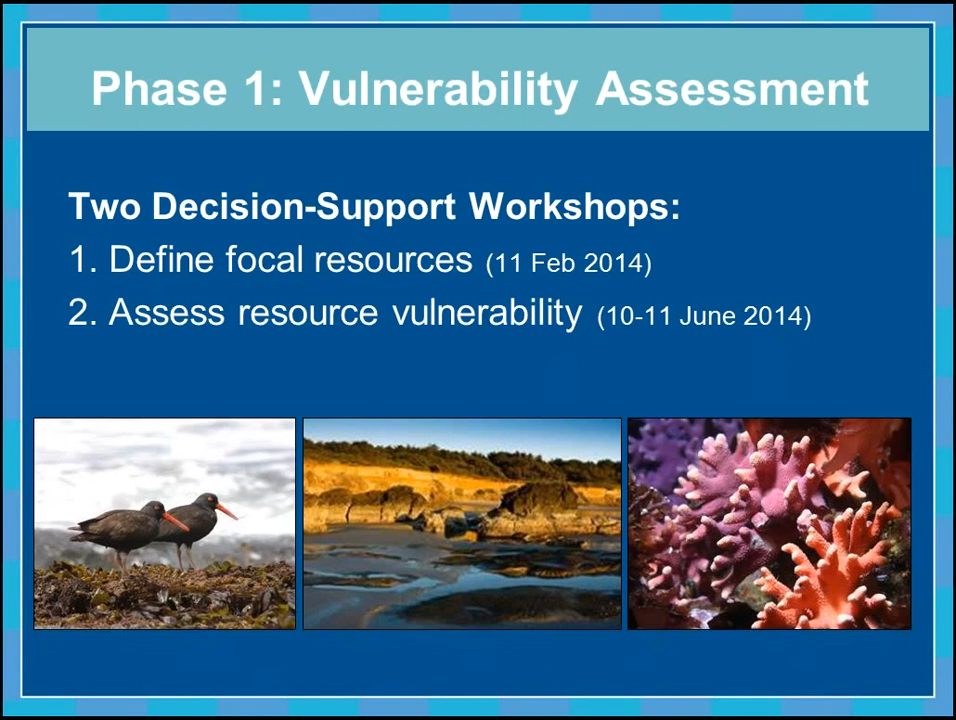 Phase 1: Vulnerability Assessment
Two Decision-Support Workshops:
1. Define focal resources (11 Feb 2014)
2. Assess resource vulnerability (10-11 June 2014)